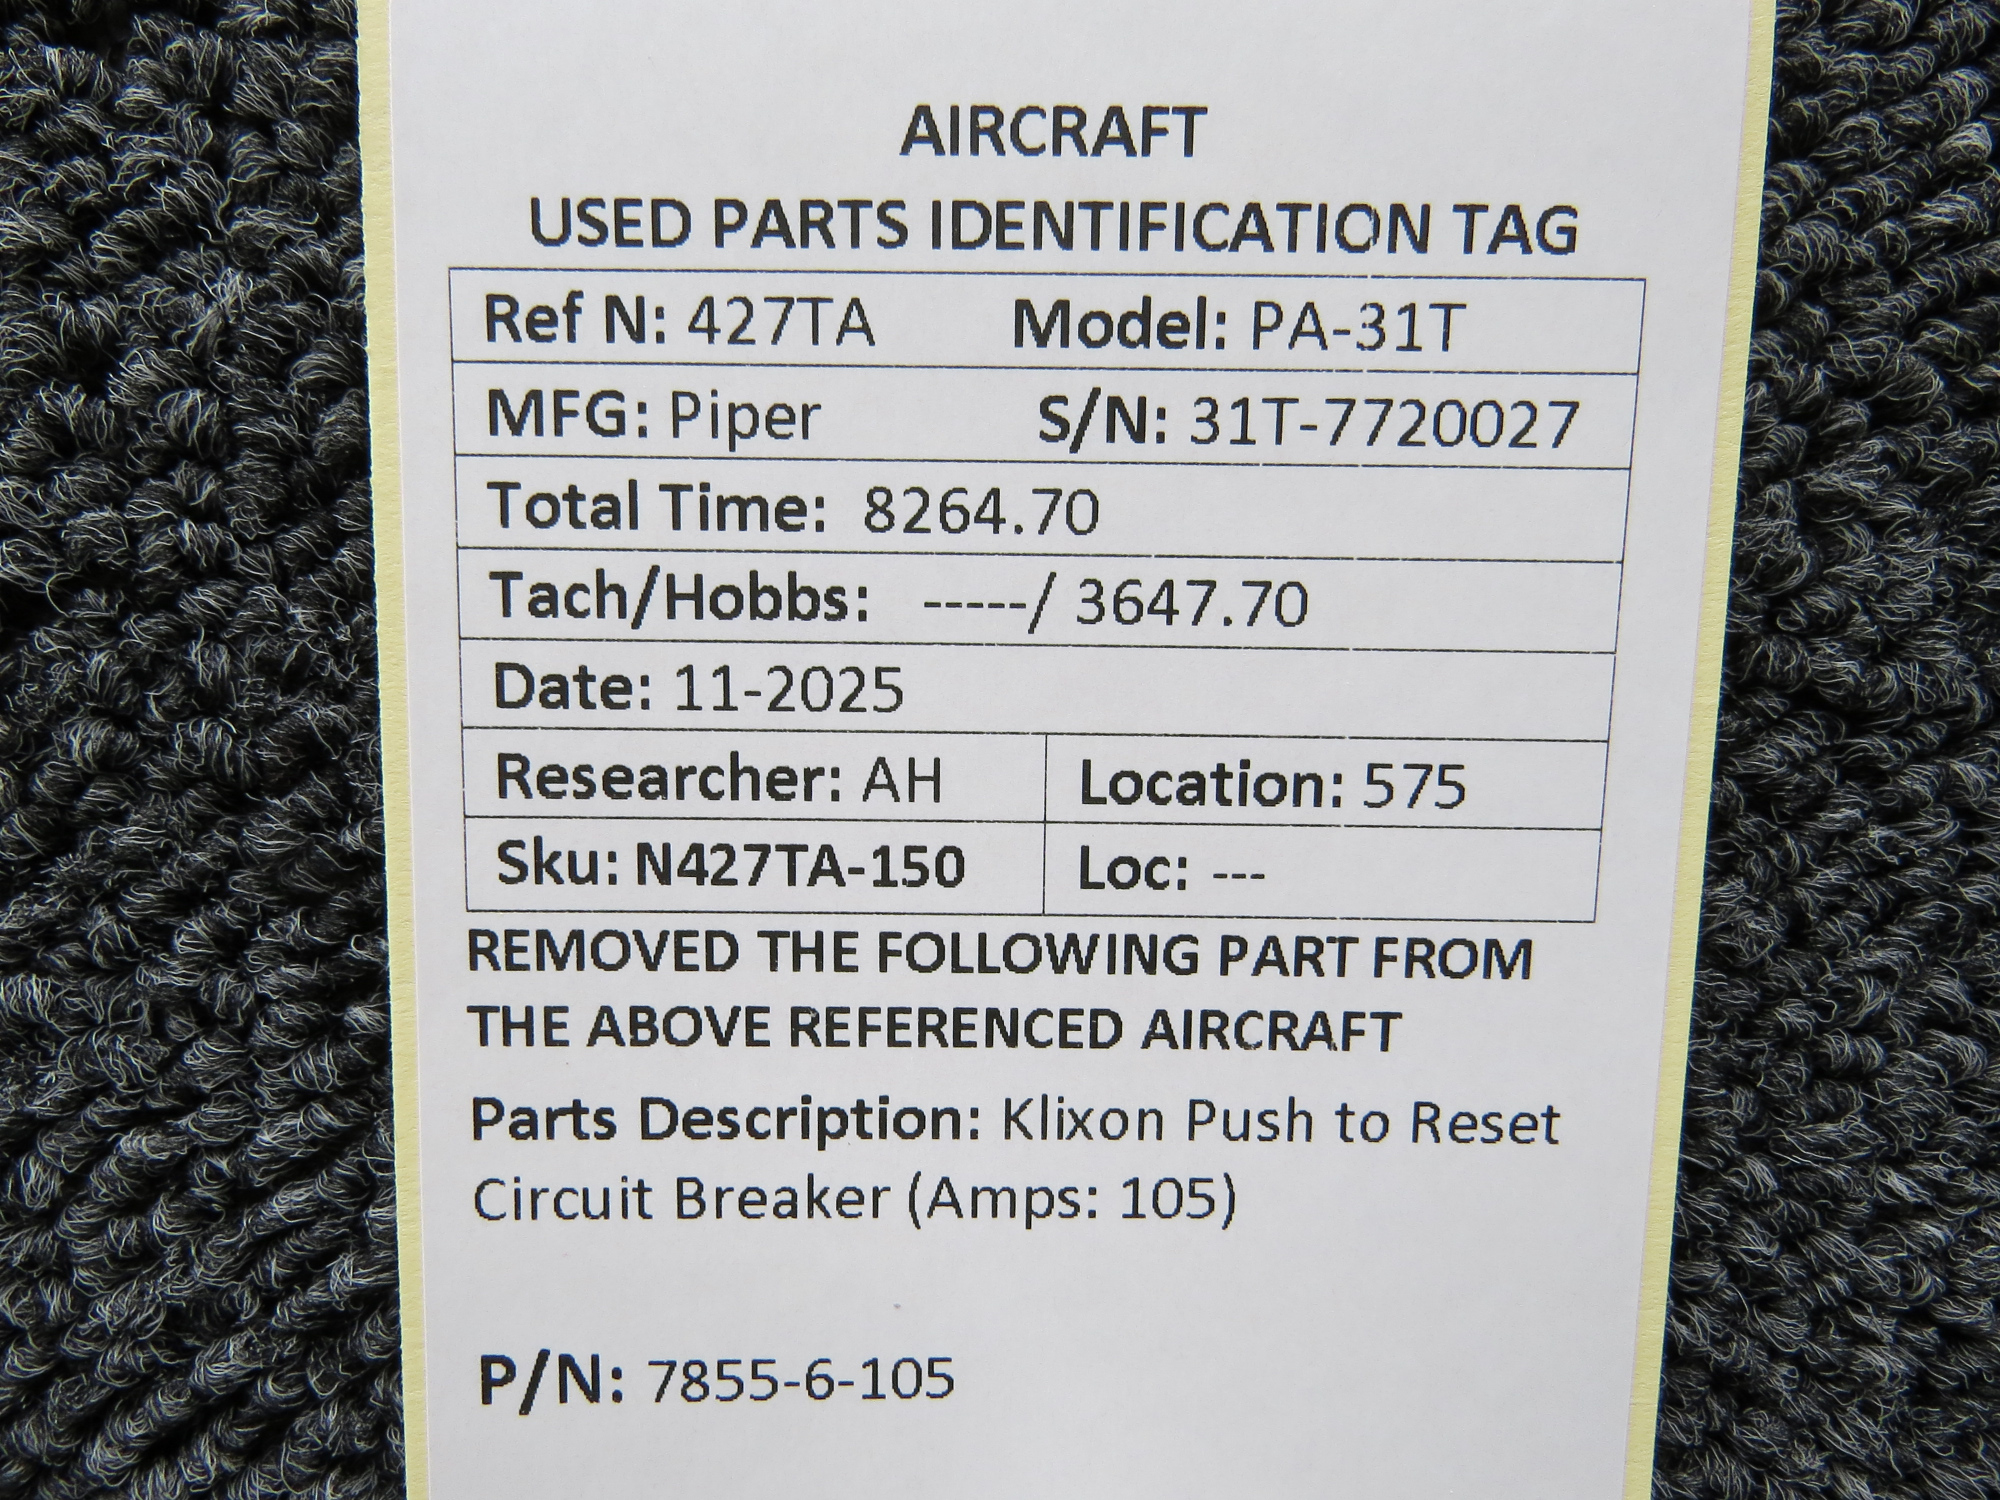 AIRCRAFT
USED PARTS IDENTIFICATION TAG
Ref N: 427TA Model: PA-31T
MFG: Piper S/N: 31T-7720027
Total Time: 8264.70
Tach/Hobbs: -----/ 3647.70
Date: 11-2025
Researcher: AH Location: 575
Sku: N427TA-150 Loc: ---
REMOVED THE FOLLOWING PART FROM
THE ABOVE REFERENCED AIRCRAFT
Parts Description: Klixon Push to Reset
Circuit Breaker (Amps: 105)
P/N: 7855-6-105